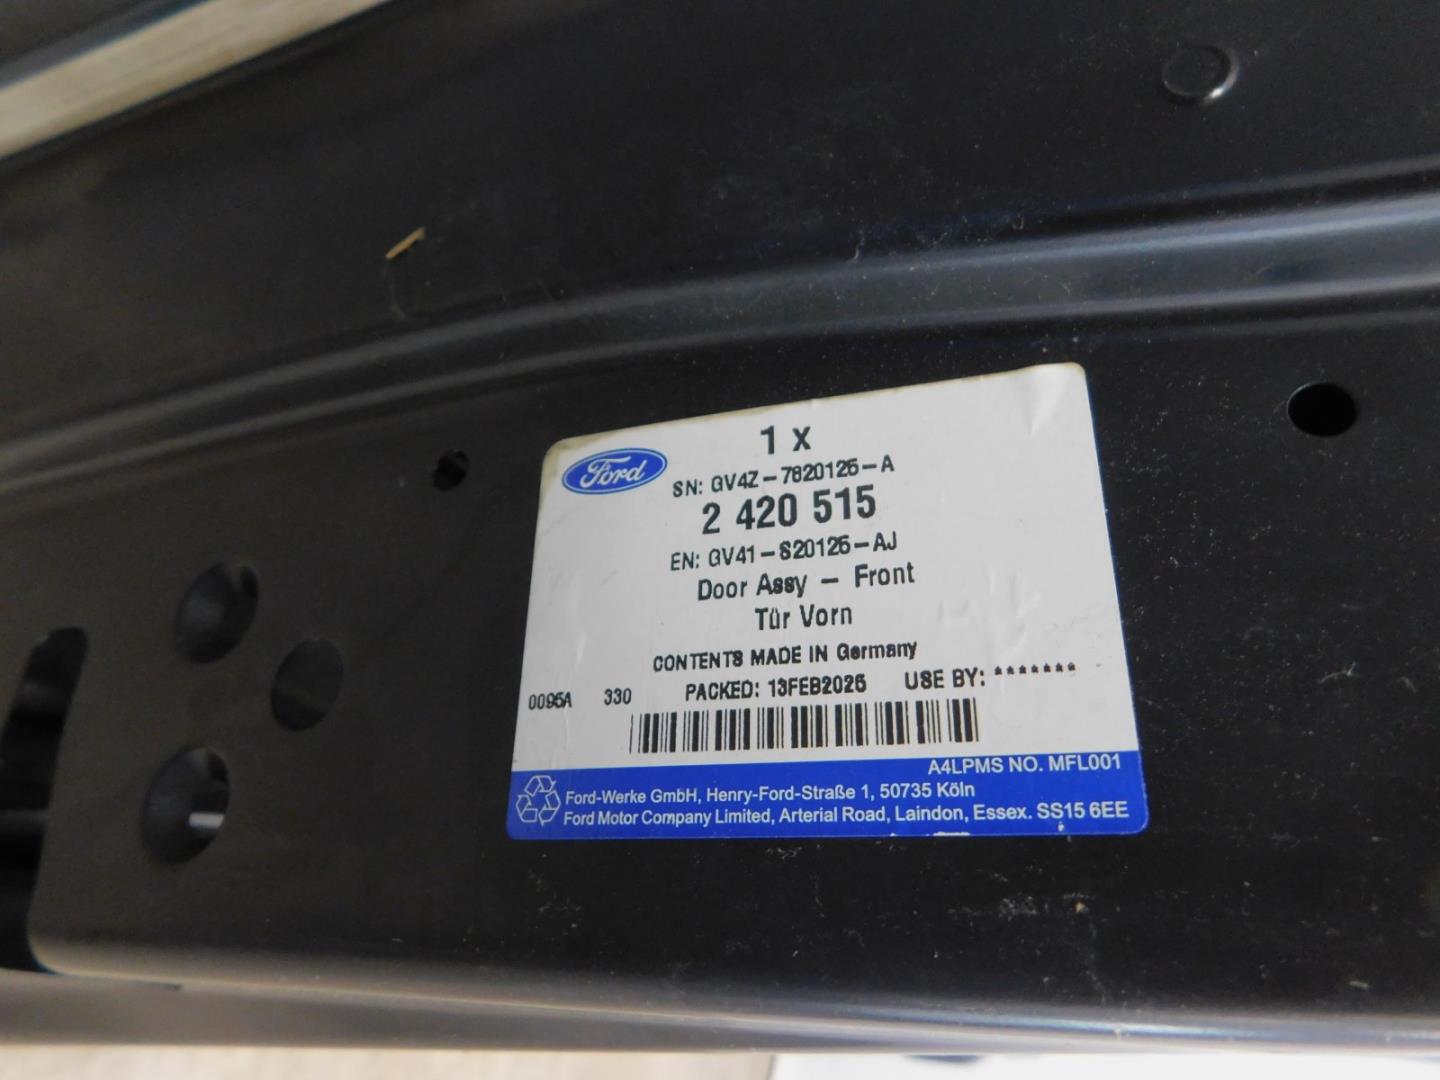 1 x
Ford
SN: GV4Z-7820125-A
2 420 515
EN: GV41-S20125-AJ
Door Assy - Front
Tür Vorn
CONTENTS MADE IN Germany
0095A 330 PACKED: 13FEB2025 USE BY: *******
A4LPMS NO. MFL001
Ford-Werke GmbH, Henry-Ford-Straße 1, 50735 Köln
Ford Motor Company Limited, Arterial Road, Laindon, Essex. SS15 6EE